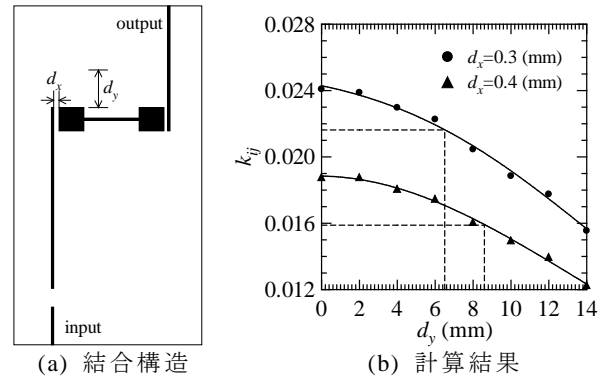 output
dx
dy
input
(a) 結合構造
0.028
0.024
0.020
0.016
0.012
kij
dx=0.3 (mm)
dx=0.4 (mm)
0 2 4 6 8 10 12 14
dy (mm)
(b) 計算結果